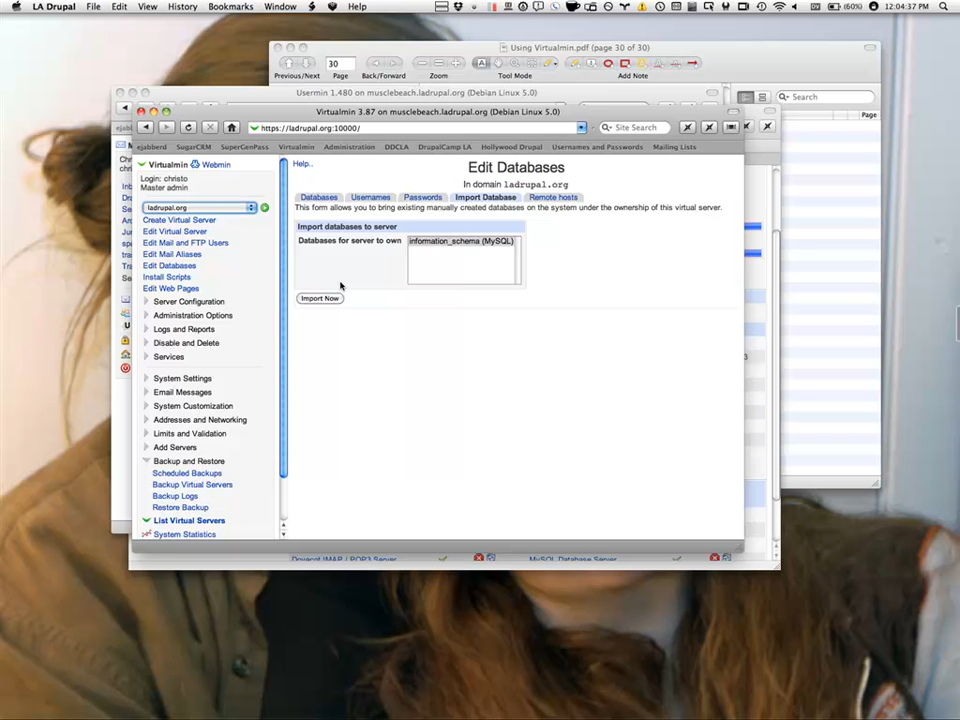 LA Drupal File Edit View History Bookmarks Window Help
(60%) 12:04:37 PM
Using Virtualmin.pdf (page 30 of 30)
30
Previous/Next Page Back/Forward Zoom Tool Mode Add Note
Search
Page
Usermin 1.480 on musclebeach.ladrupal.org (Debian Linux 5.0)
Virtualmin 3.87 on musclebeach.ladrupal.org (Debian Linux 5.0)
https://ladrupal.org:10000/
Site Search
ejabberd SugarCRM SuperGenPass Virtualmin Administration DDCLA DrupalCamp LA Hollywood Drupal Usernames and Passwords Mailing Lists
Virtualmin Webmin
Login: christo
Master admin
ladrupal.org
Create Virtual Server
Edit Virtual Server
Edit Mail and FTP Users
Edit Mail Aliases
Edit Databases
Install Scripts
Edit Web Pages
Server Configuration
Administration Options
Logs and Reports
Disable and Delete
Services
System Settings
Email Messages
System Customization
Addresses and Networking
Limits and Validation
Add Servers
Backup and Restore
Scheduled Backups
Backup Virtual Servers
Backup Logs
Restore Backup
List Virtual Servers
System Statistics
Help..
Edit Databases
In domain ladrupal.org
Databases Usernames Passwords Import Database Remote hosts
This form allows you to bring existing manually created databases on the system under the ownership of this virtual server.
Import databases to server
Databases for server to own
information_schema (MySQL)
Import Now
Dovecot IMAP / POP3 Server MySQL Database Server